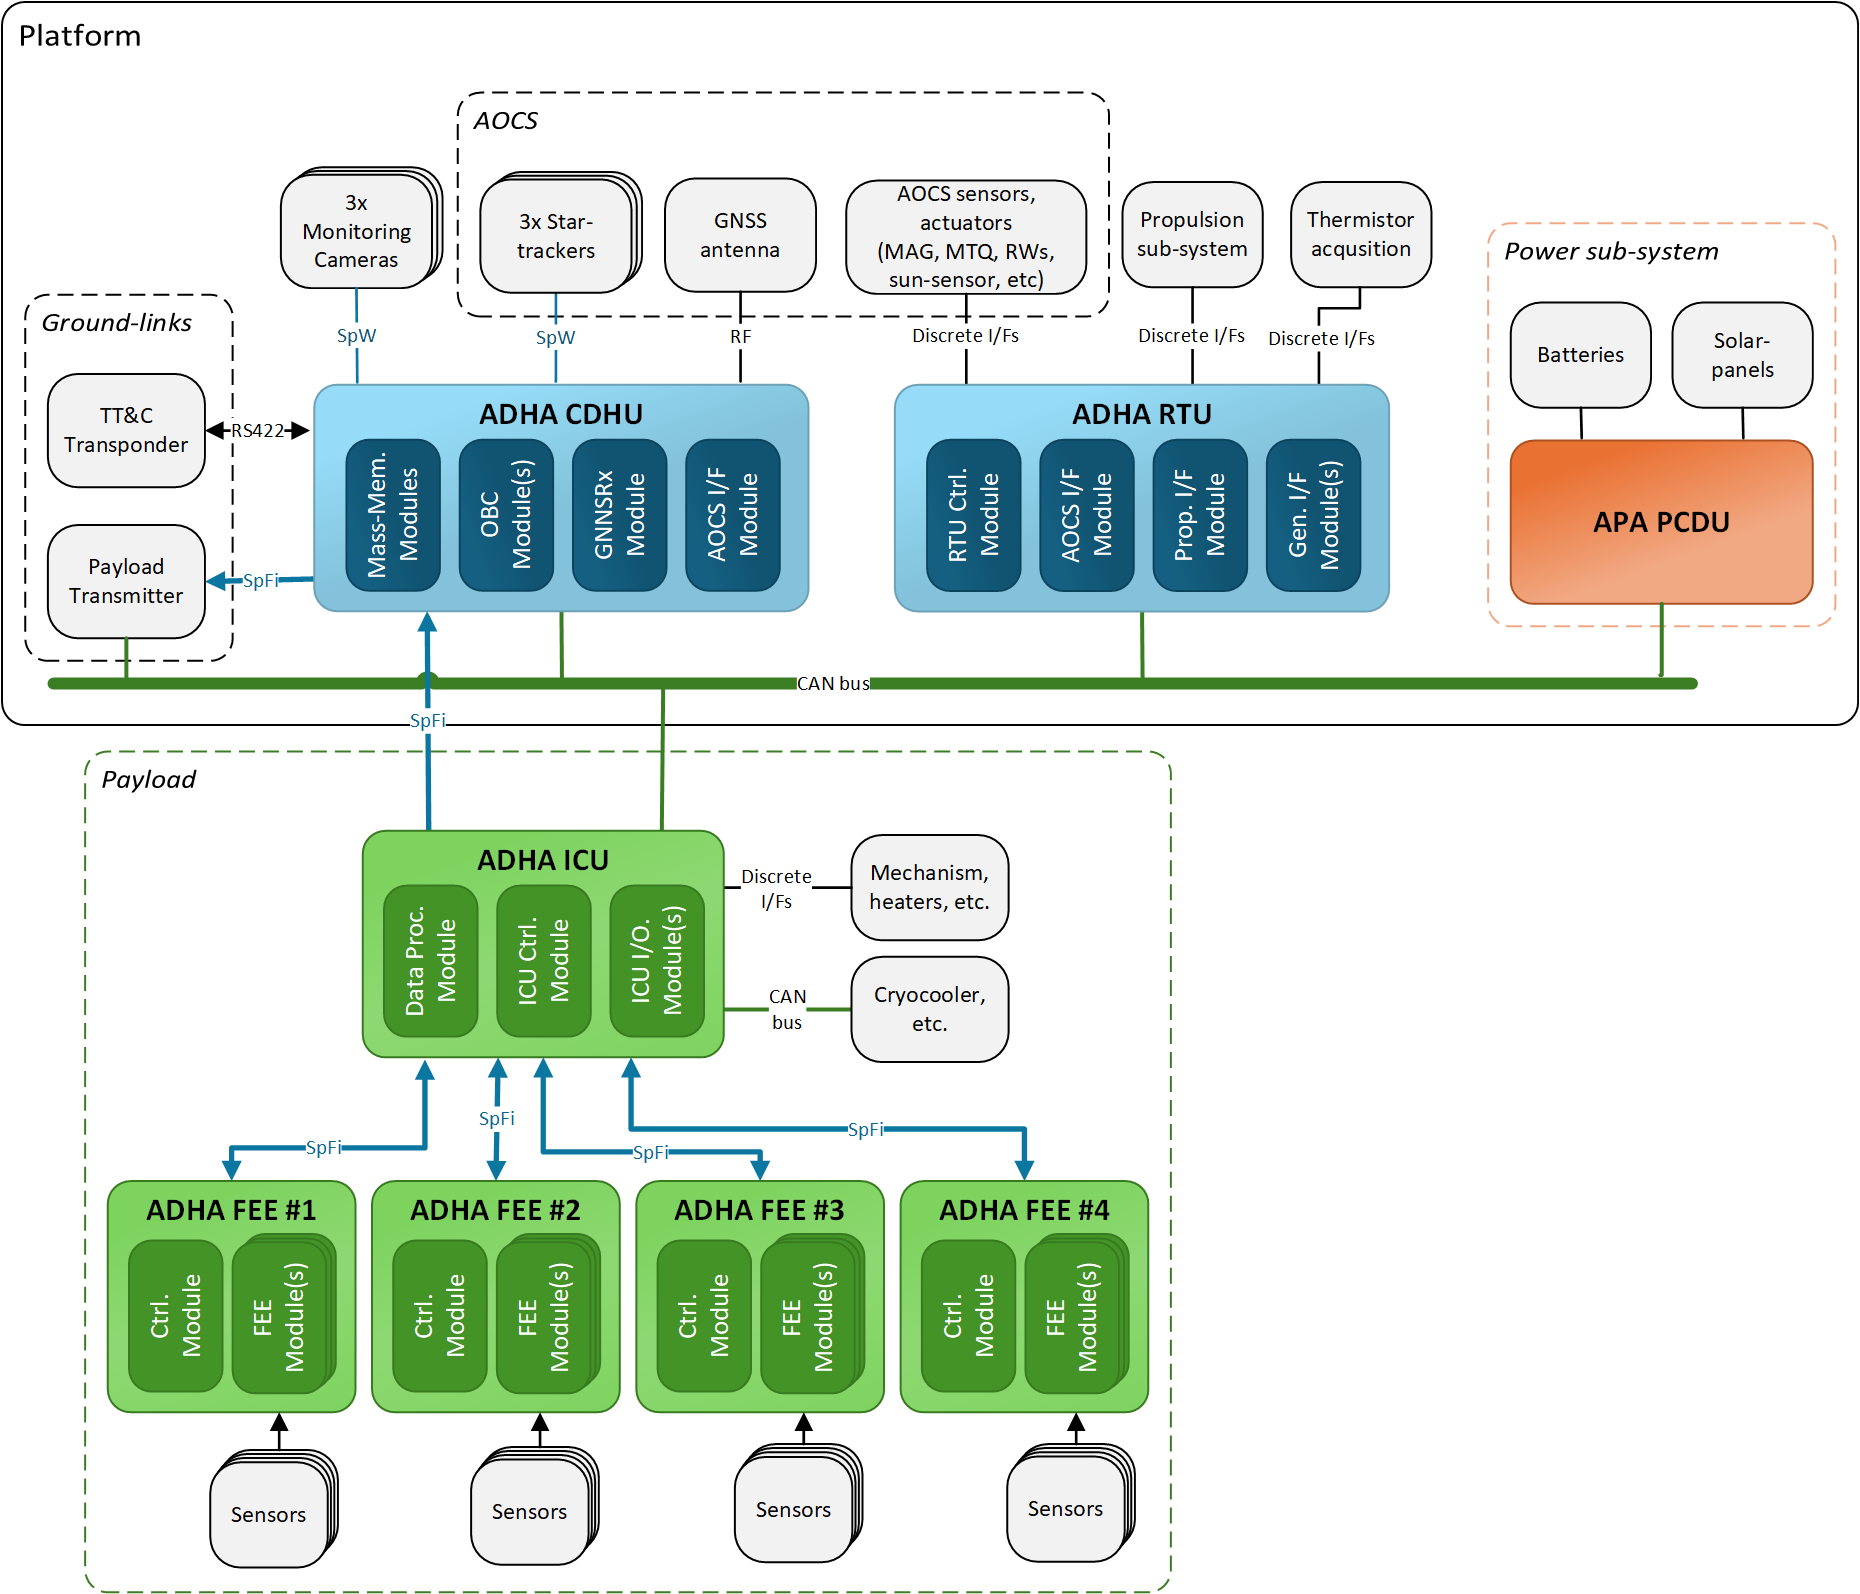 Platform
AOCS
3x
Monitoring
Cameras
3x Star-
trackers
GNSS
antenna
AOCS sensors,
actuators
(MAG, MTQ, RWs,
sun-sensor, etc)
Propulsion
sub-system
Thermistor
acqusition
Power sub-system
Batteries
Solar-
panels
APA PCDU
Ground-links
TT&C
Transponder
Payload
Transmitter
SpW
SpW
RF
Discrete I/Fs
Discrete I/Fs
Discrete I/Fs
RS422
SpFi
ADHA CDHU
Mass-Mem.
Modules
OBC
Module(s)
GNNSRx
Module
AOCS I/F
Module
ADHA RTU
RTU Ctrl.
Module
AOCS I/F
Module
Prop. I/F
Module
Gen. I/F
Module(s)
CAN bus
SpFi
Payload
ADHA ICU
Data Proc.
Module
ICU Ctrl.
Module
ICU I/O.
Module(s)
Discrete
I/Fs
Mechanism,
heaters, etc.
CAN
bus
Cryocooler,
etc.
SpFi
SpFi
SpFi
SpFi
ADHA FEE #1
Ctrl.
Module
FEE
Module(s)
ADHA FEE #2
Ctrl.
Module
FEE
Module(s)
ADHA FEE #3
Ctrl.
Module
FEE
Module(s)
ADHA FEE #4
Ctrl.
Module
FEE
Module(s)
Sensors
Sensors
Sensors
Sensors